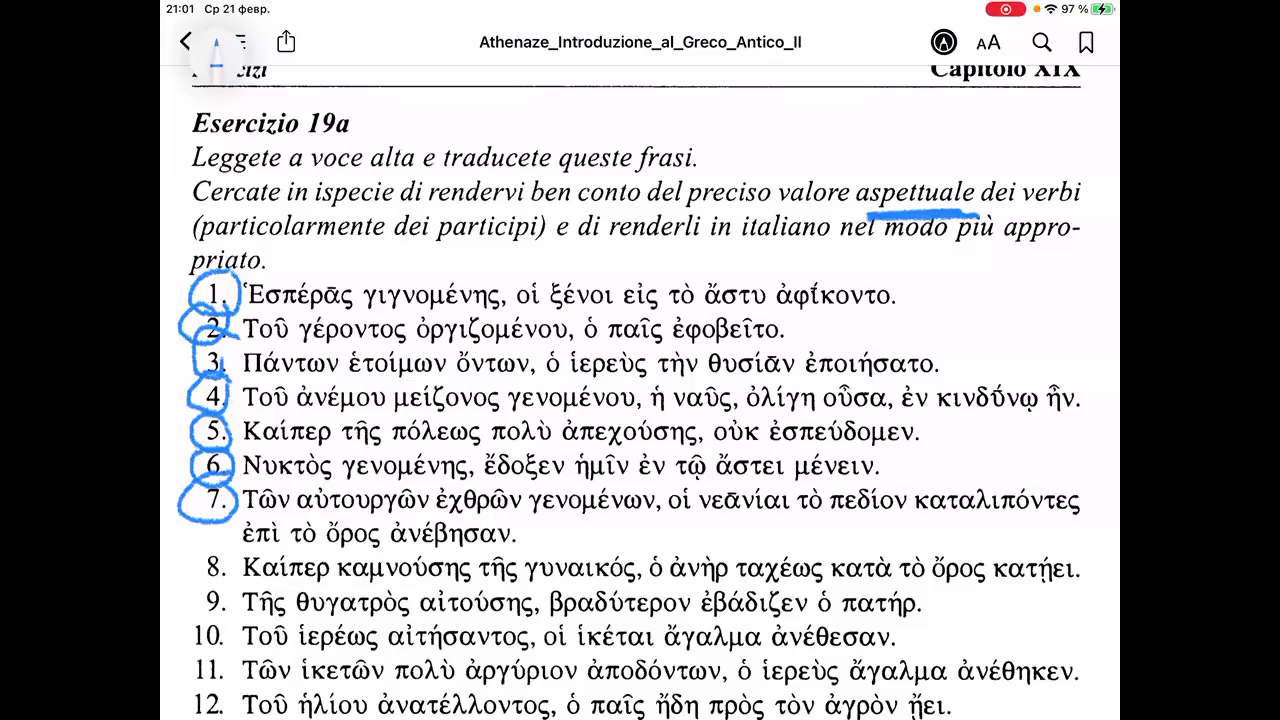 21:01 Ср 21 февр. 97 %
Athenaze_Introduzione_al_Greco_Antico_II AA
Capitolo XIX
Esercizio 19a
Leggete a voce alta e traducete queste frasi.
Cercate in ispecie di rendervi ben conto del preciso valore aspettuale dei verbi
(particolarmente dei participi) e di renderli in italiano nel modo più appro-
priato.
1. Ἑσπέρᾱς γιγνομένης, οἱ ξένοι εἰς τὸ ἄστυ ἀφῑ́κοντο.
2. Τοῦ γέροντος ὀργιζομένου, ὁ παῖς ἐφοβεῖτο.
3. Πάντων ἑτοίμων ὄντων, ὁ ἱερεὺς τὴν θυσίᾱν ἐποιήσατο.
4. Τοῦ ἀνέμου μείζονος γενομένου, ἡ ναῦς, ὀλίγη οὖσα, ἐν κινδῡ́νῳ ἦν.
5. Καίπερ τῆς πόλεως πολὺ ἀπεχούσης, οὐκ ἐσπεύδομεν.
6. Νυκτὸς γενομένης, ἔδοξεν ἡμῖν ἐν τῷ ἄστει μένειν.
7. Τῶν αὐτουργῶν ἐχθρῶν γενομένων, οἱ νεᾱνίαι τὸ πεδίον καταλιπόντες
ἐπὶ τὸ ὄρος ἀνέβησαν.
8. Καίπερ καμνούσης τῆς γυναικός, ὁ ἀνὴρ ταχέως κατὰ τὸ ὄρος κατῄει.
9. Τῆς θυγατρὸς αἰτούσης, βραδύτερον ἐβάδιζεν ὁ πατήρ.
10. Τοῦ ἱερέως αἰτήσαντος, οἱ ἱκέται ἄγαλμα ἀνέθεσαν.
11. Τῶν ἱκετῶν πολὺ ἀργύριον ἀποδόντων, ὁ ἱερεὺς ἄγαλμα ἀνέθηκεν.
12. Τοῦ ἡλίου ἀνατέλλοντος, ὁ παῖς ἤδη πρὸς τὸν ἀγρὸν ᾔει.